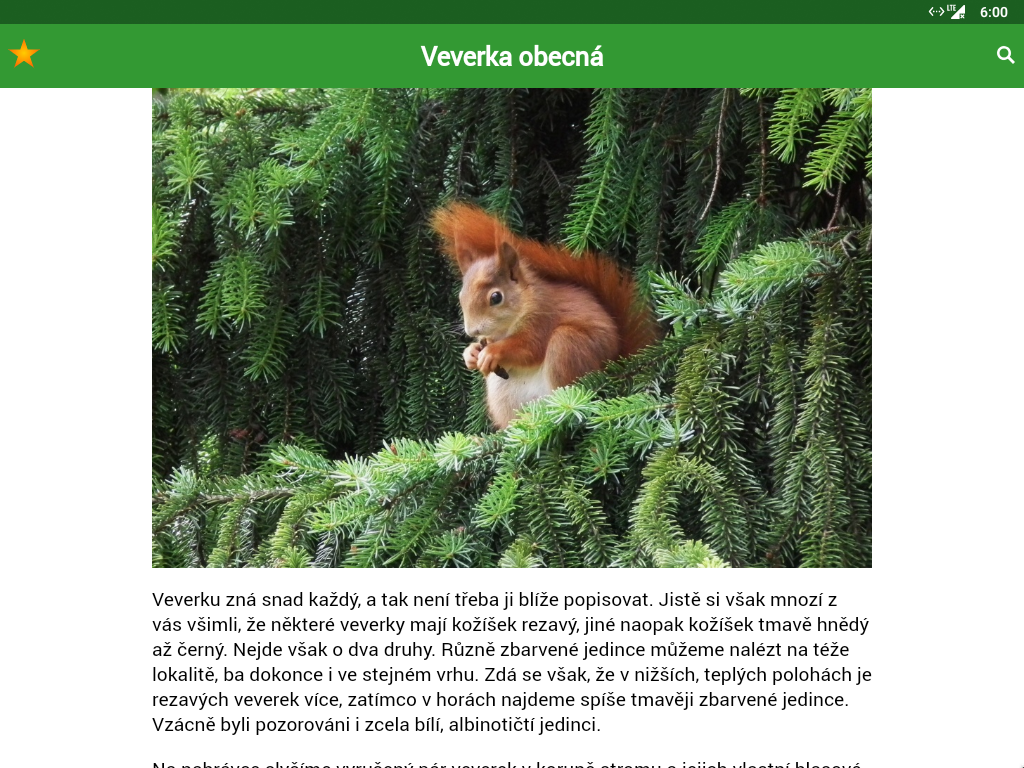 LTE 6:00
Veverka obecná
Veverku zná snad každý, a tak není třeba ji blíže popisovat. Jistě si však mnozí z
vás všimli, že některé veverky mají kožíšek rezavý, jiné naopak kožíšek tmavě hnědý
až černý. Nejde však o dva druhy. Různě zbarvené jedince můžeme nalézt na téže
lokalitě, ba dokonce i ve stejném vrhu. Zdá se však, že v nižších, teplých polohách je
rezavých veverek více, zatímco v horách najdeme spíše tmavěji zbarvené jedince.
Vzácně byli pozorováni i zcela bílí, albinotičtí jedinci.